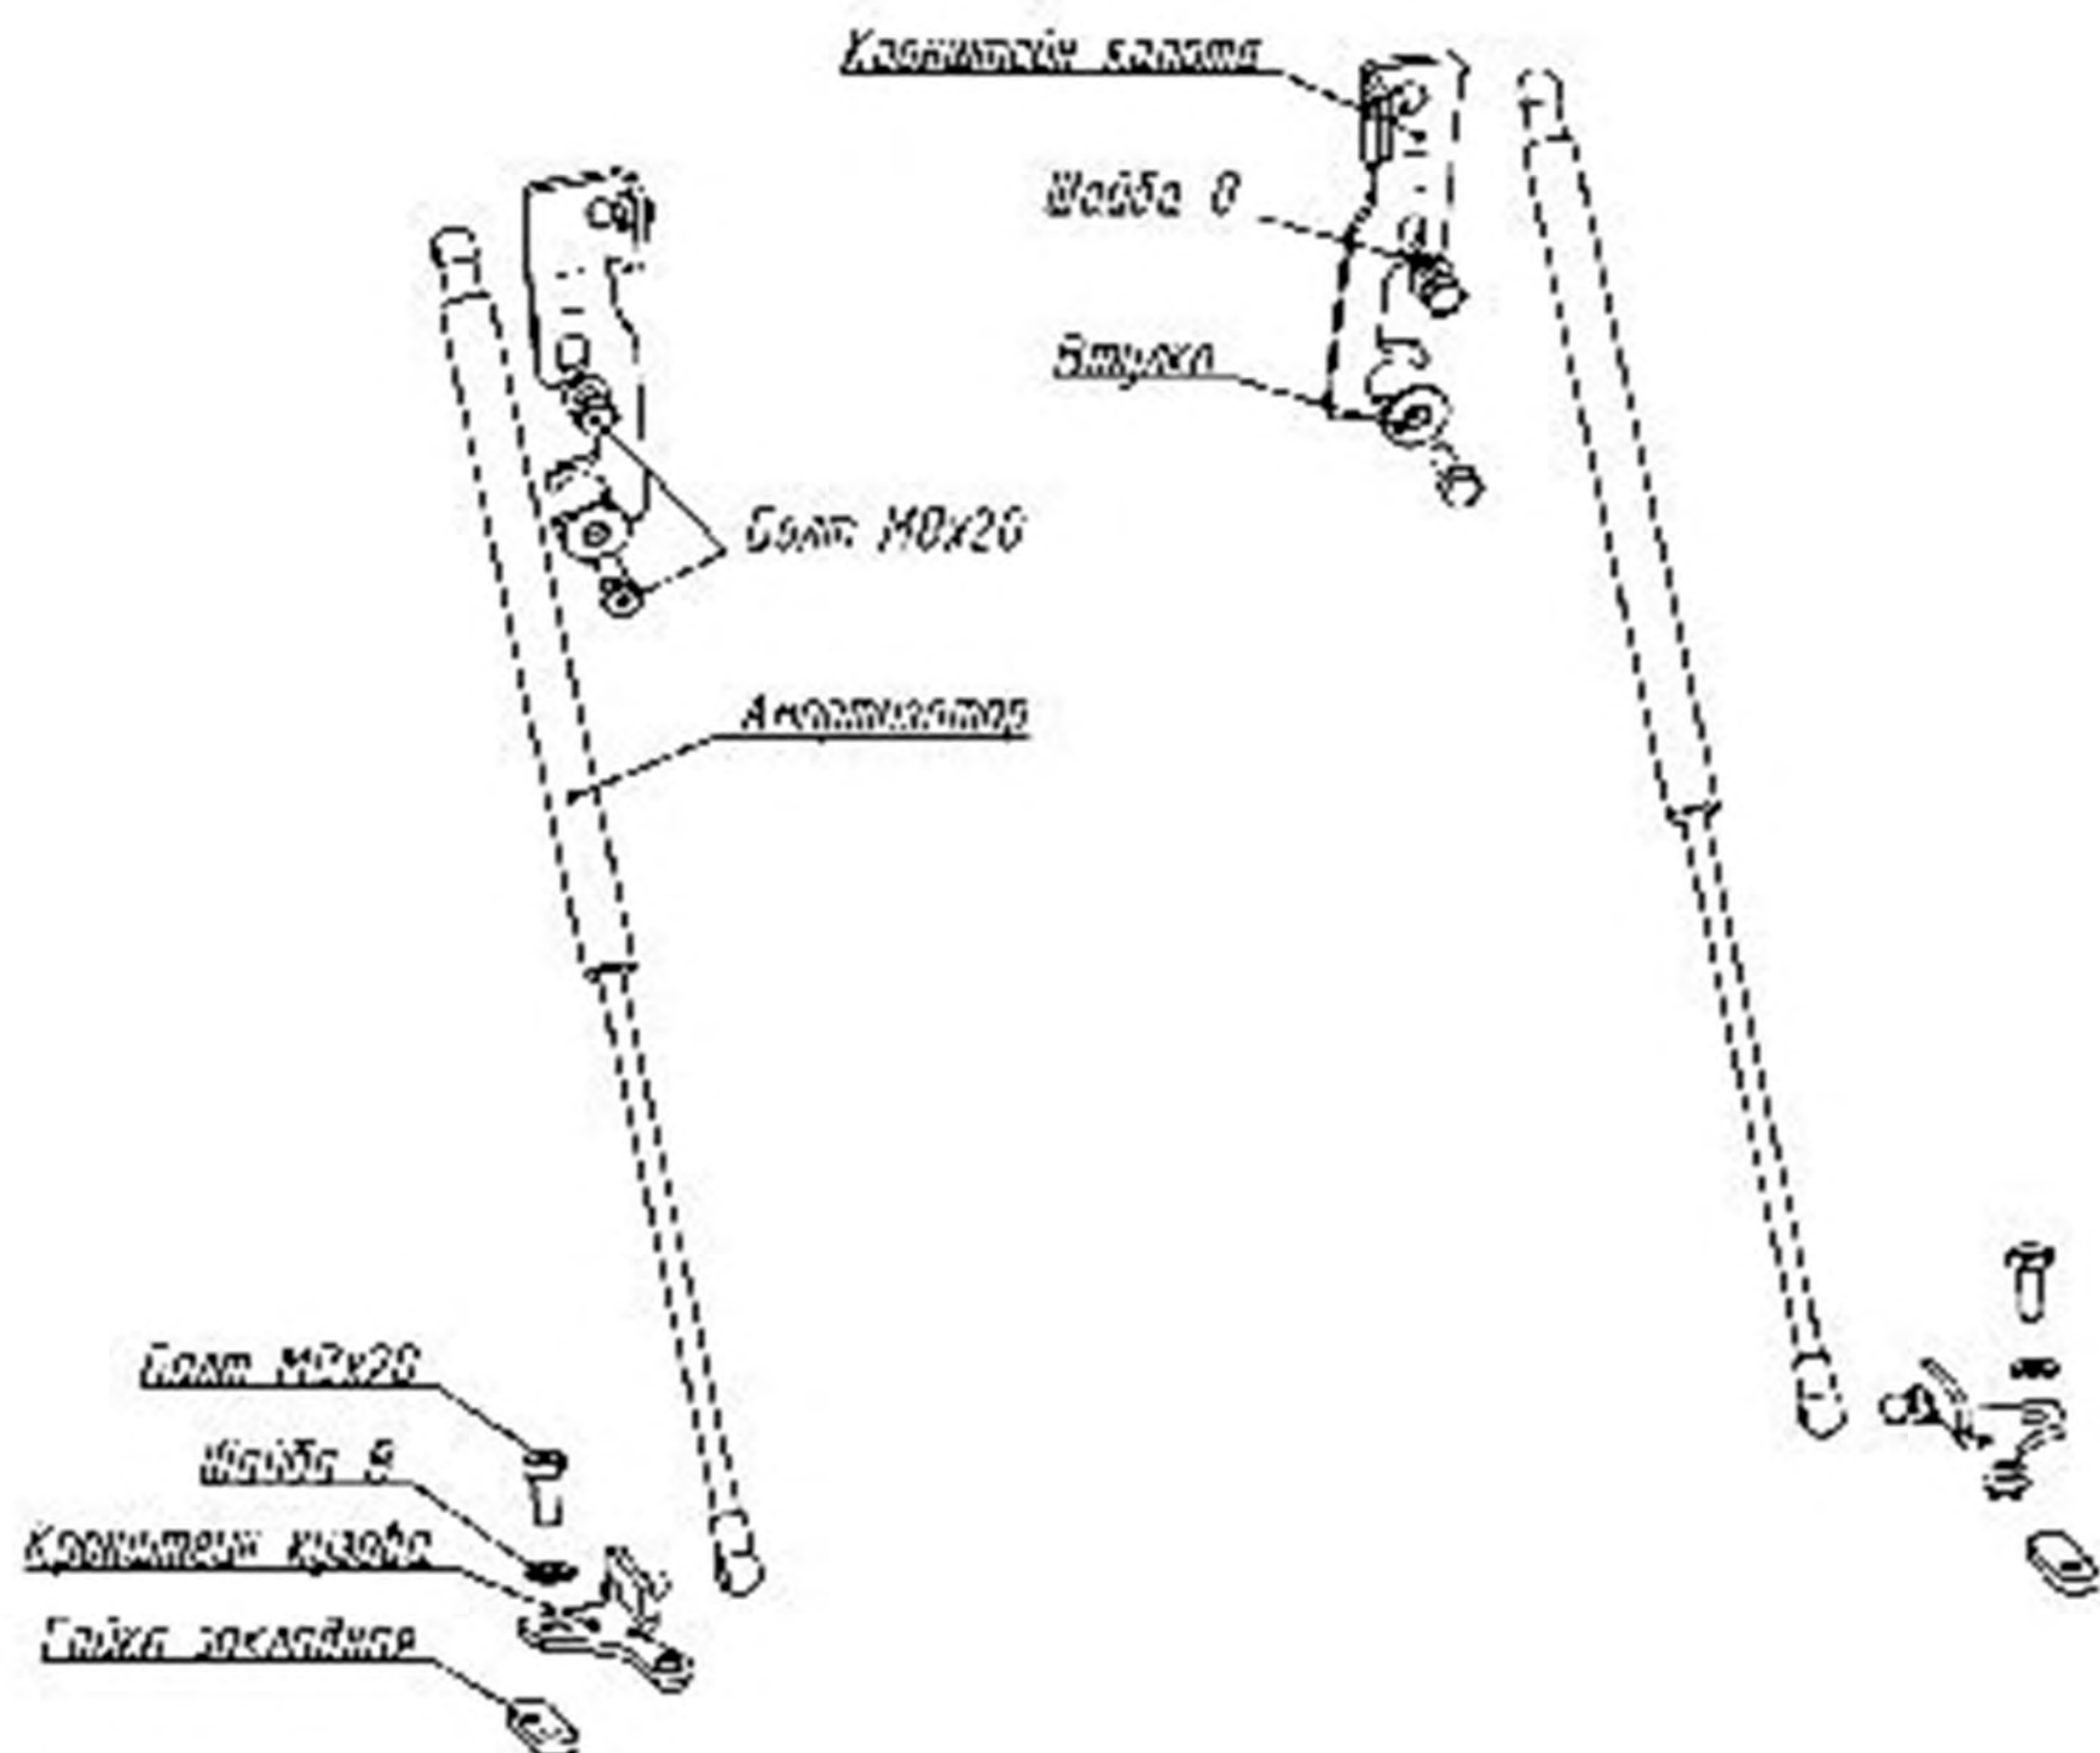 Кронштейн капота
Шайба 8
Втулка
Болт М8х20
Амортизатор
Болт М8х20
Шайба 8
Кронштейн кузова
Гайка закладная